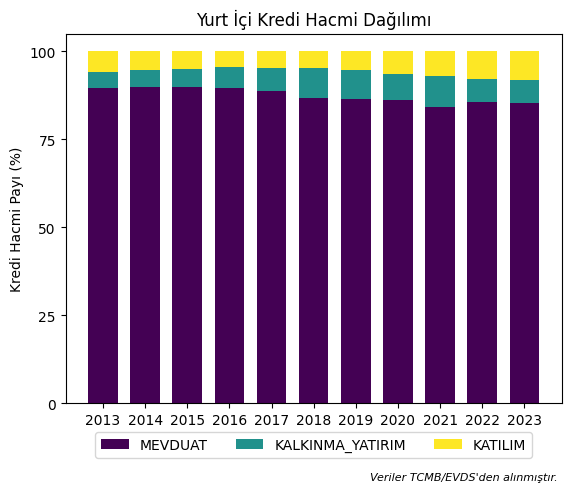 Yurt İçi Kredi Hacmi Dağılımı
Kredi Hacmi Payı (%)
100
75
50
25
0
2013 2014 2015 2016 2017 2018 2019 2020 2021 2022 2023
MEVDUAT KALKINMA_YATIRIM KATILIM
Veriler TCMB/EVDS'den alınmıştır.